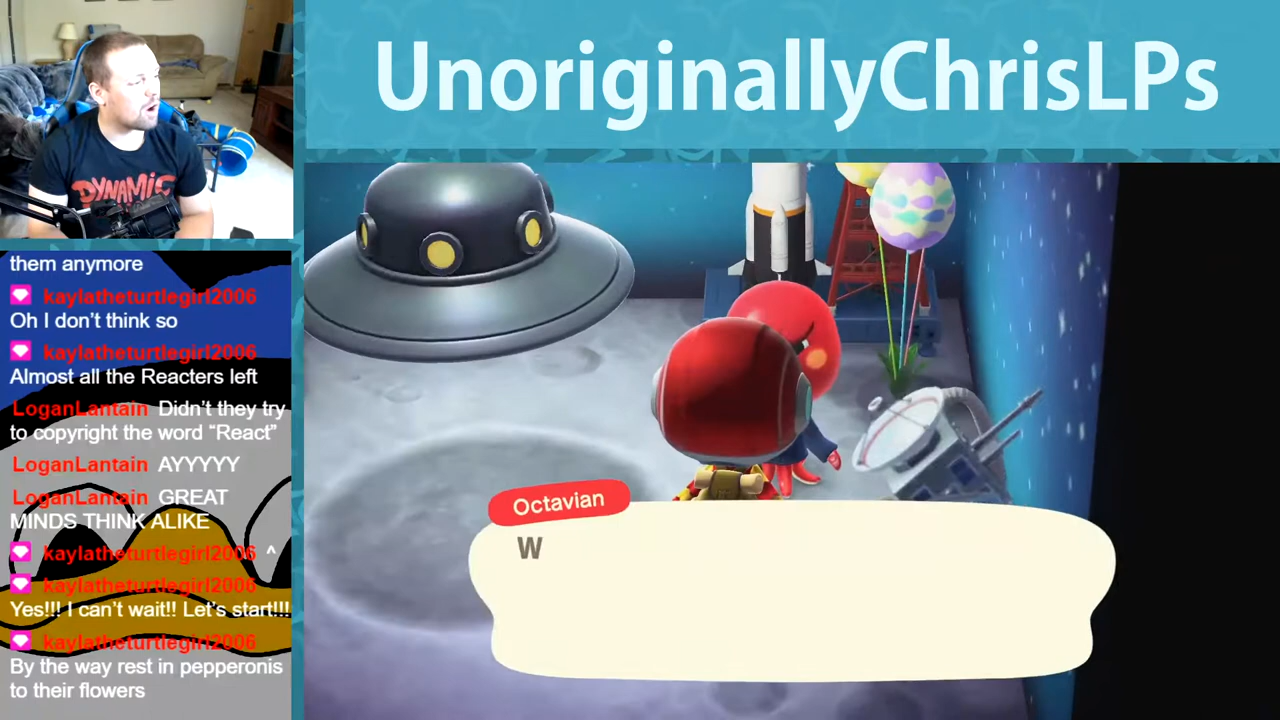 UnoriginallyChrisLPs
DYNAMIC
them anymore
kaylatheturtlegirl2006
Oh I don't think so
kaylatheturtlegirl2006
Almost all the Reacters left
LoganLantain Didn't they try
to copyright the word "React"
LoganLantain AYYYYY
LoganLantain GREAT
MINDS THINK ALIKE
kaylatheturtlegirl2006 ^
kaylatheturtlegirl2006
Yes!!! I can't wait!! Let's start!!!
kaylatheturtlegirl2006
By the way rest in pepperonis
to their flowers
Octavian
W